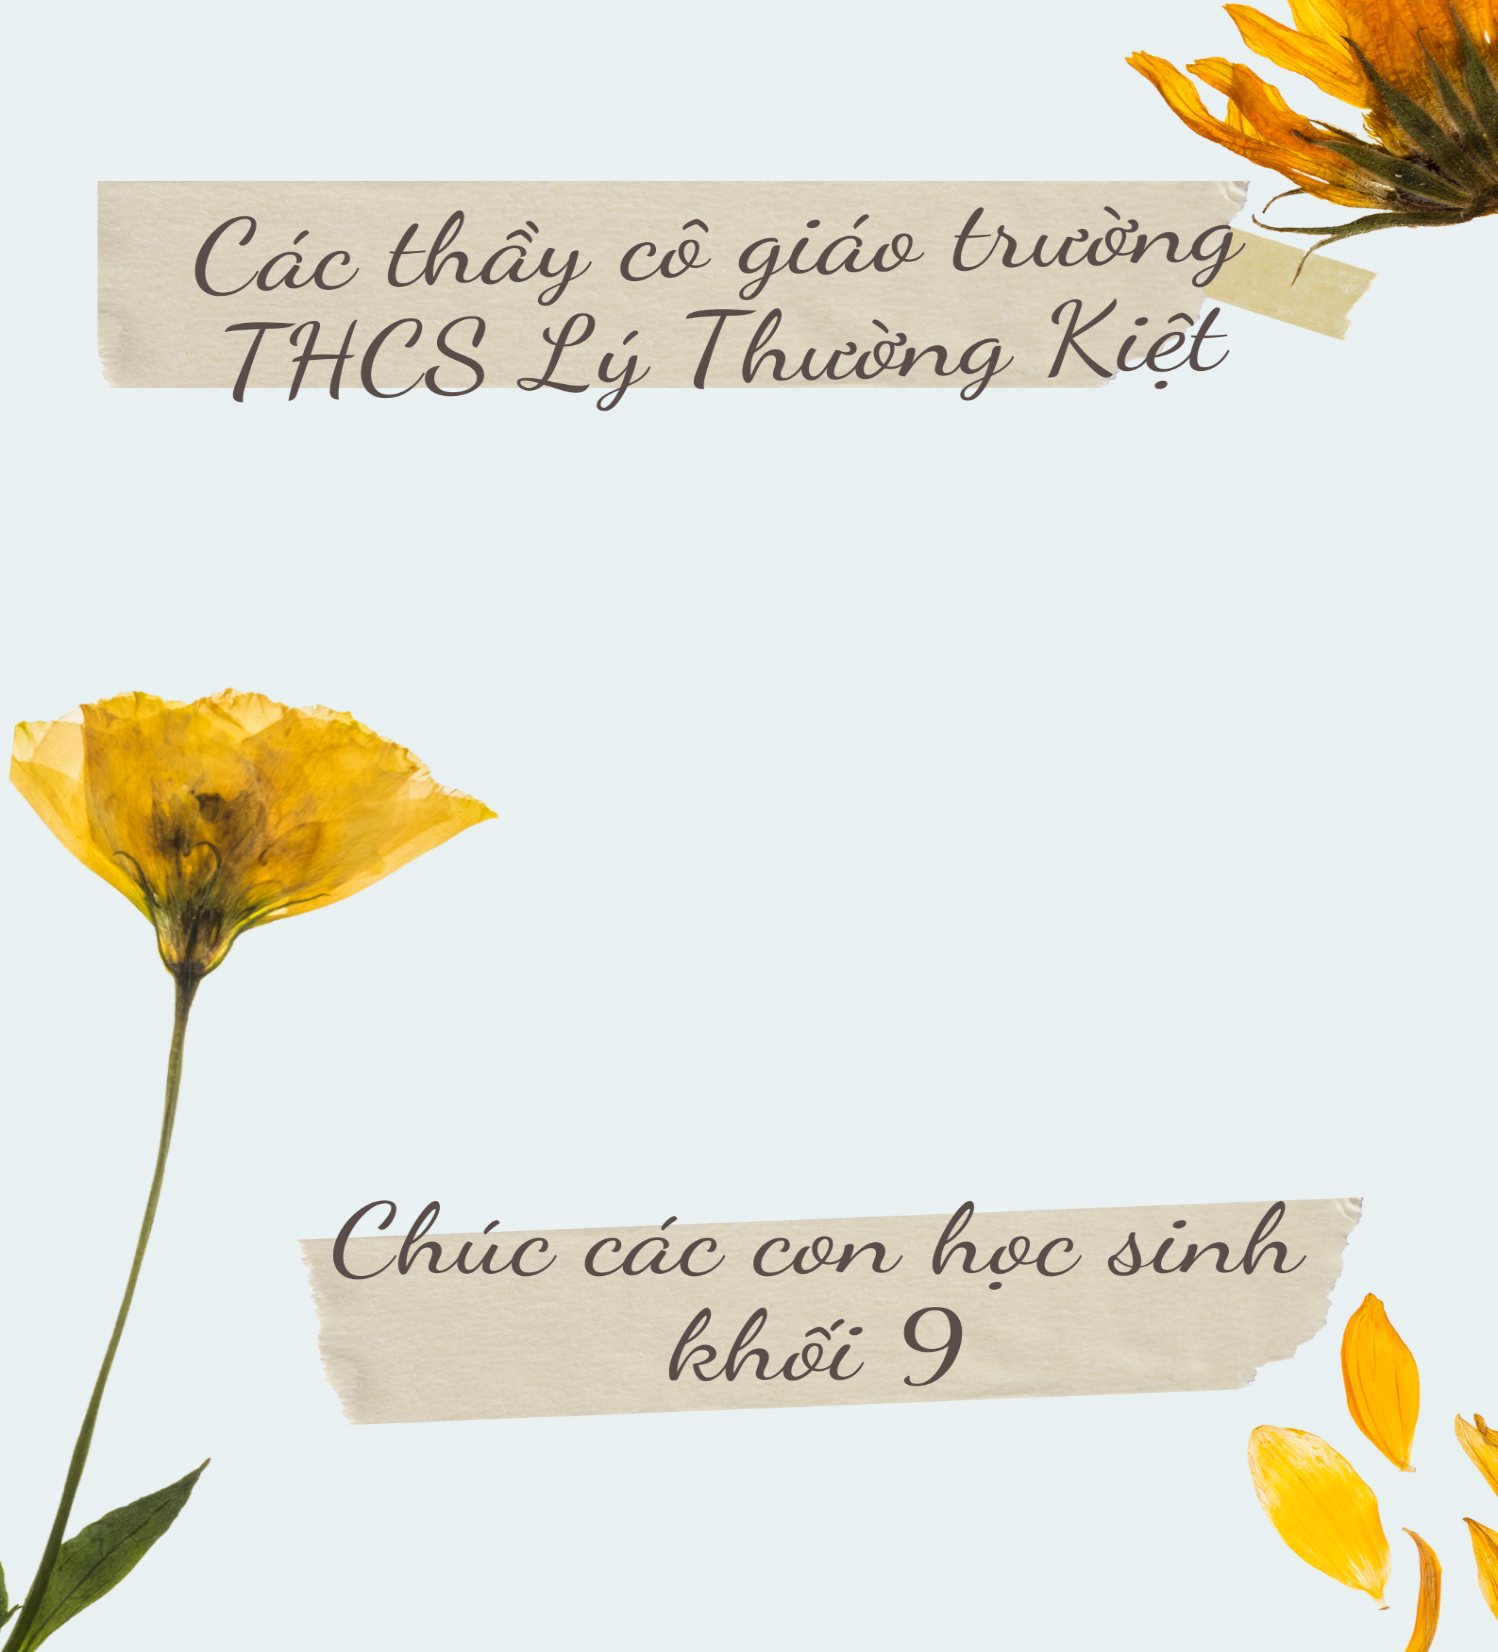 Các thầy cô giáo trường
THCS Lý Thường Kiệt
Chúc các con học sinh
khối 9